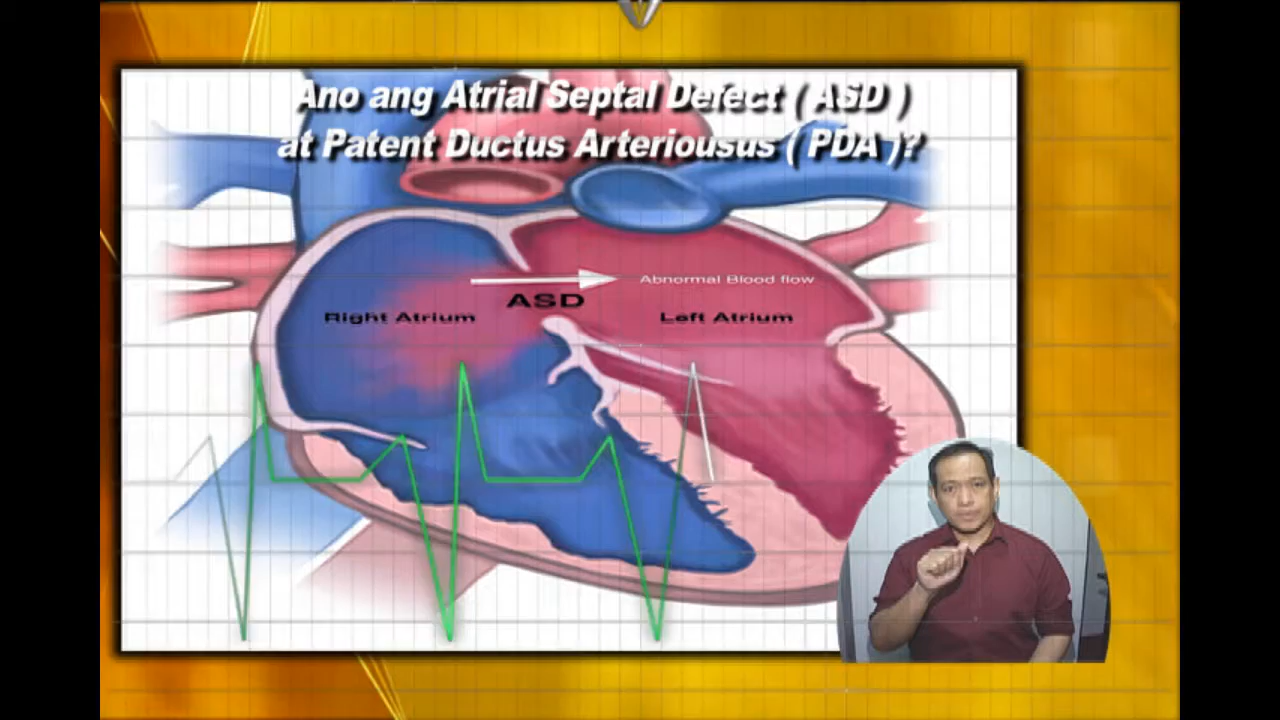 Ano ang Atrial Septal Defect ( ASD )
at Patent Ductus Arteriousus ( PDA )?
Abnormal Blood flow
ASD
Right Atrium
Left Atrium